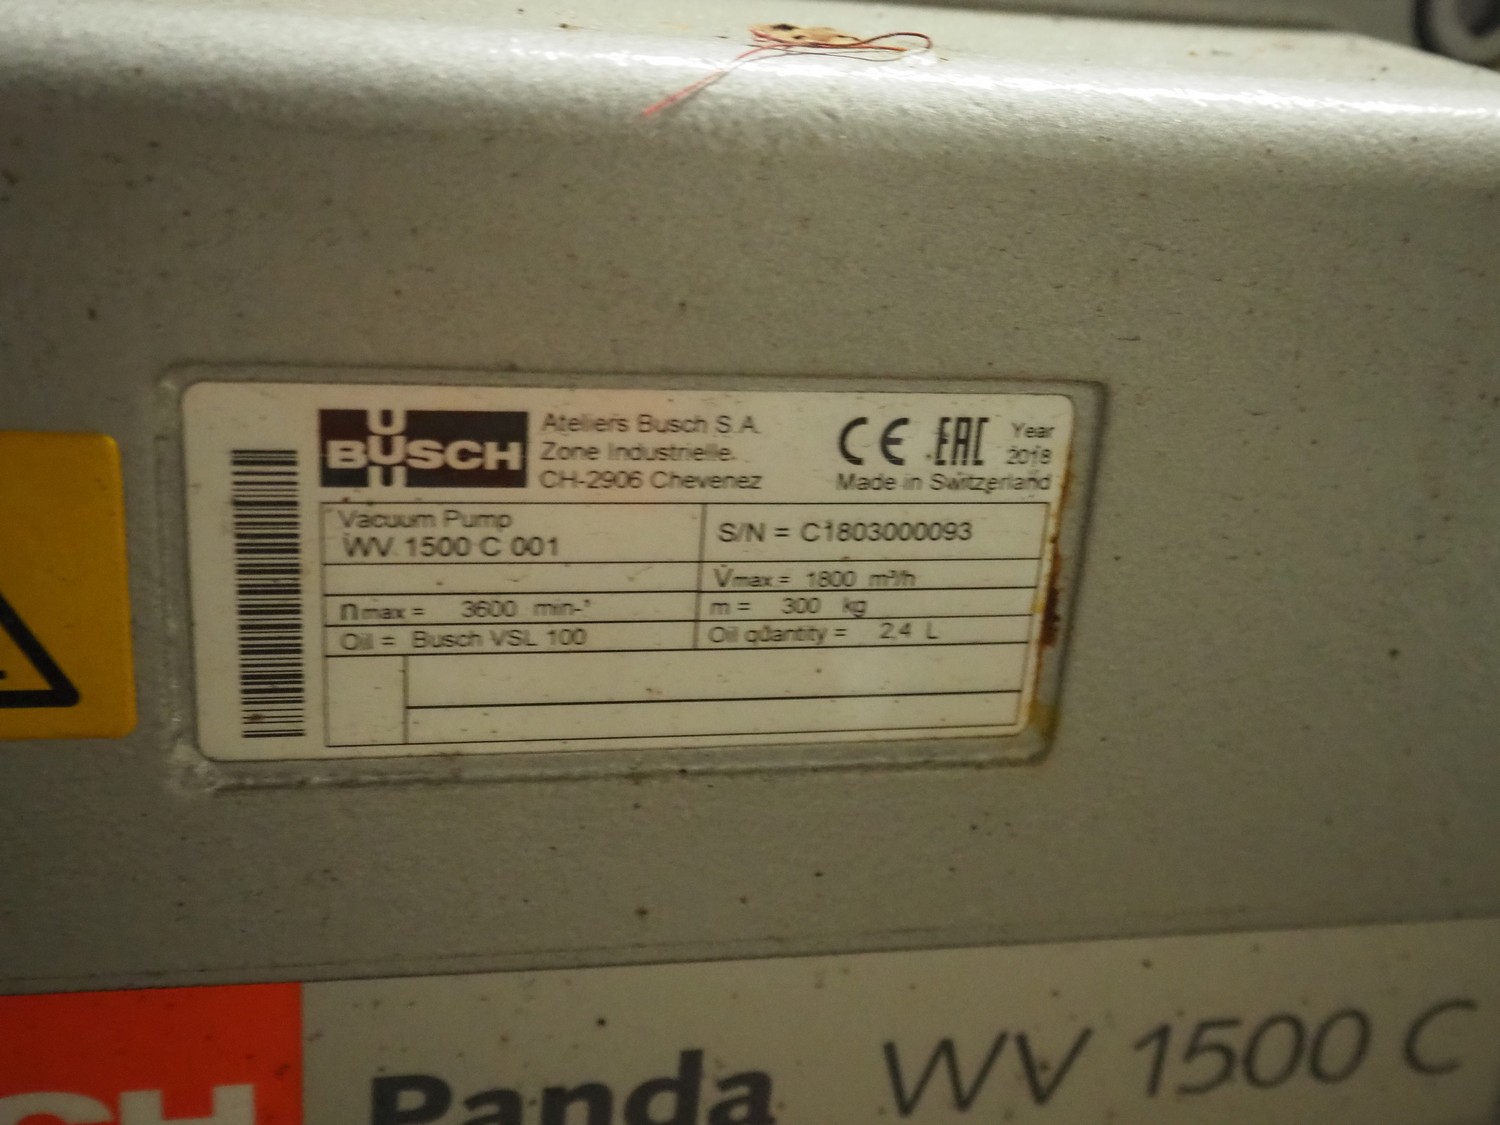 BUSCH
Ateliers Busch S.A.
Zone Industrielle
CH-2906 Chevenez
CE EAC
Year
2018
Made in Switzerland
Vacuum Pump
WV 1500 C 001
S/N = C1803000093
V̇max = 1800 m³/h
nmax = 3600 min-¹
m = 300 kg
Oil = Busch VSL 100
Oil quantity = 2,4 L
Panda WV 1500 C